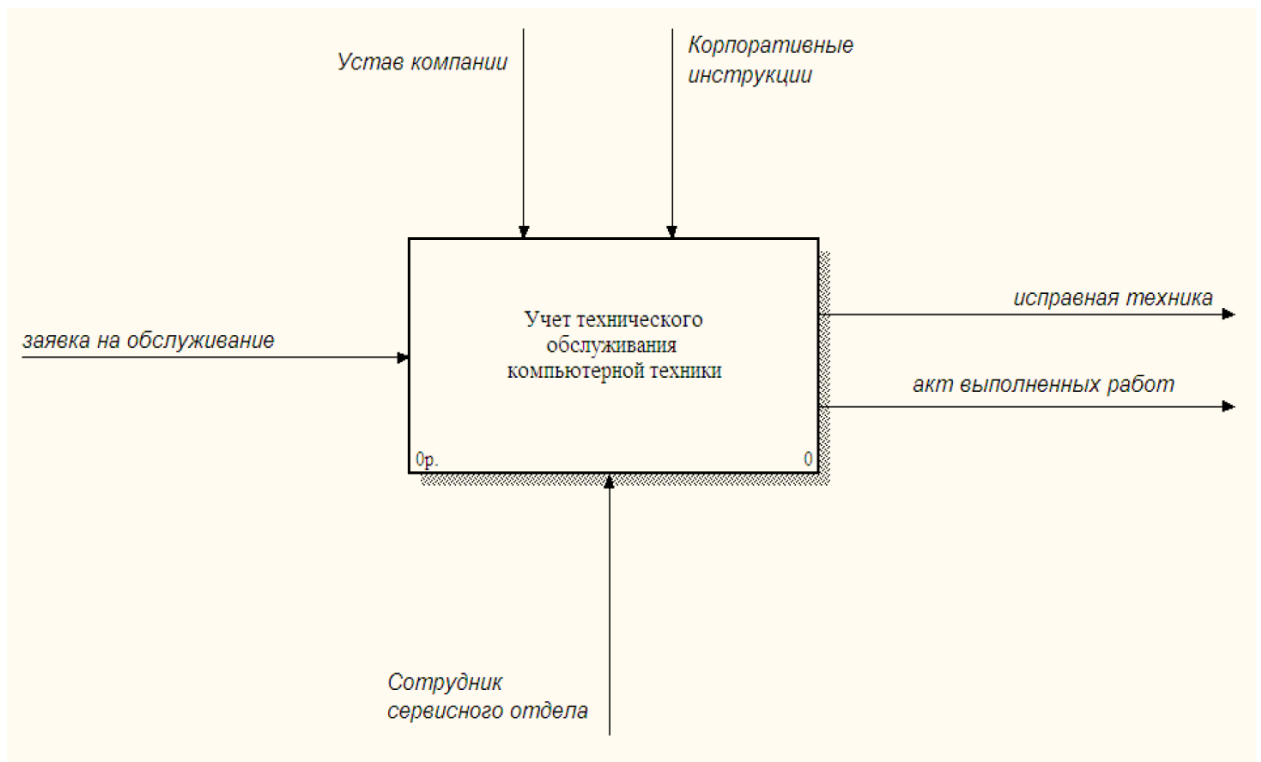 Устав компании
Корпоративные
инструкции
заявка на обслуживание
Учет технического
обслуживания
компьютерной техники
0р.
0
исправная техника
акт выполненных работ
Сотрудник
сервисного отдела